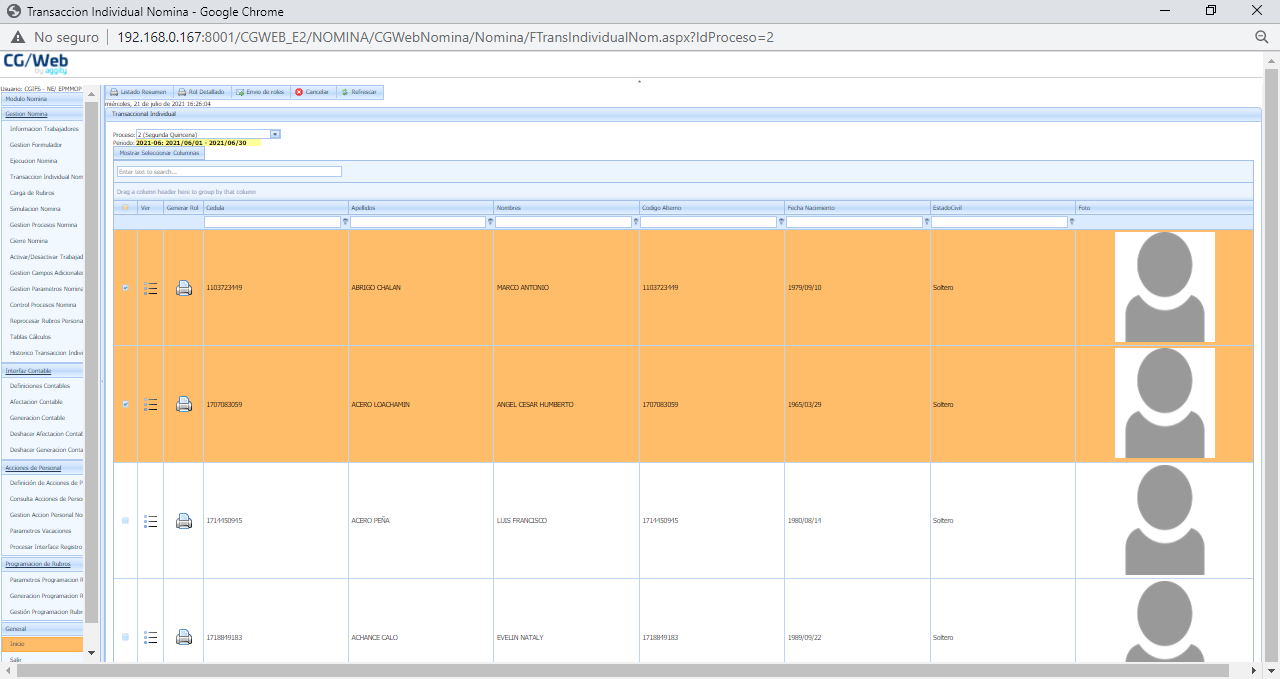 Transaccion Individual Nomina - Google Chrome
No seguro 192.168.0.167:8001/CGWEB_E2/NOMINA/CGWebNomina/Nomina/FTransIndividualNom.aspx?IdProceso=2
CG/Web
by aggity
Usuario: CGIFS - NE/ EPMMOP
Modulo Nomina
Gestion Nomina
Informacion Trabajadores
Gestion Formulador
Ejecucion Nomina
Transaccion Individual Nom
Carga de Rubros
Simulacion Nomina
Gestion Procesos Nomina
Cierre Nomina
Activar/Desactivar Trabajad
Gestion Campos Adicionale
Gestion Parametros Nomina
Control Procesos Nomina
Reprocesar Rubros Persona
Tablas Cálculos
Historico Transaccion Indivi
Interfaz Contable
Definiciones Contables
Afectacion Contable
Generacion Contable
Deshacer Afectacion Contab
Deshacer Generacion Conta
Acciones de Personal
Definición de Acciones de P
Consulta Acciones de Perso
Gestion Accion Personal No
Parametros Vacaciones
Procesar Interface Registro
Programacion de Rubros
Parametros Programacion R
Generacion Programacion R
Gestión Programacion Rubr
General
Inicio
Salir
Listado Resumen Rol Detallado Envio de roles Cancelar Refrescar
miércoles, 21 de julio de 2021 16:26:04
Transaccional Individual
Proceso: 2 (Segunda Quincena)
Periodo: 2021-06: 2021/06/01 - 2021/06/30
Mostrar Seleccionar Columnas
Enter text to search...
Drag a column header here to group by that column
Ver Generar Rol Cedula Apellidos Nombres Codigo Alterno Fecha Nacimiento EstadoCivil Foto
1103723449 ABRIGO CHALAN MARCO ANTONIO 1103723449 1979/09/10 Soltero
1707083059 ACERO LOACHAMIN ANGEL CESAR HUMBERTO 1707083059 1965/03/29 Soltero
1714450945 ACERO PEÑA LUIS FRANCISCO 1714450945 1980/08/14 Soltero
1718849183 ACHANCE CALO EVELIN NATALY 1718849183 1989/09/22 Soltero